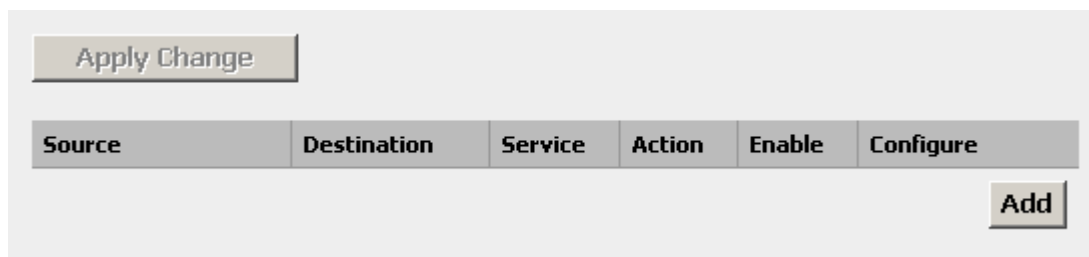 Apply Change
Source Destination Service Action Enable Configure
Add